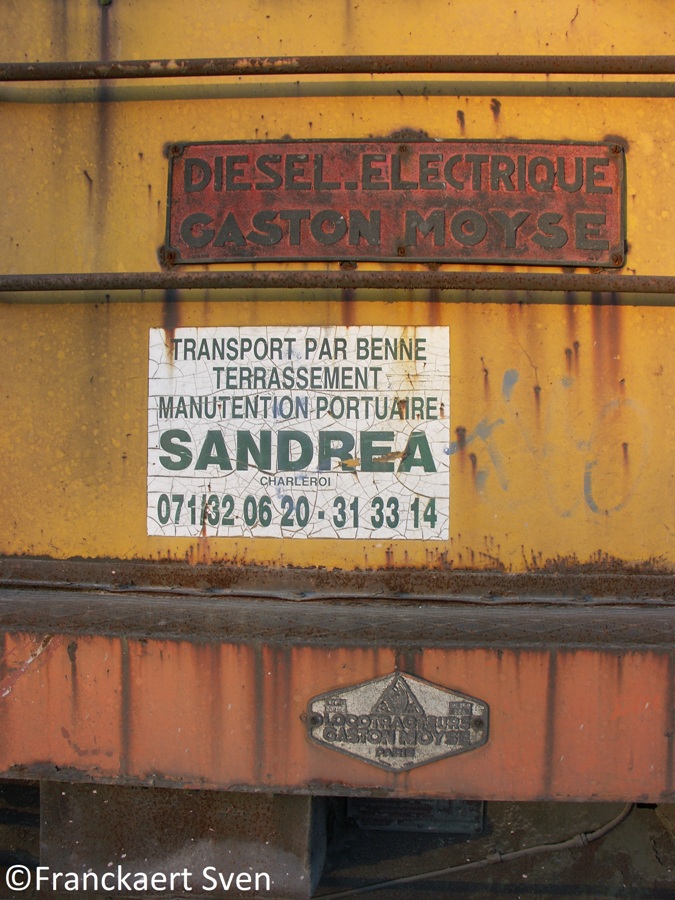 DIESEL-ELECTRIQUE
GASTON MOYSE
TRANSPORT PAR BENNE
TERRASSEMENT
MANUTENTION PORTUAIRE
SANDREA
CHARLEROI
071/32 06 20 - 31 33 14
LOCOTRACTEURS
GASTON MOYSE
PARIS
©Franckaert Sven